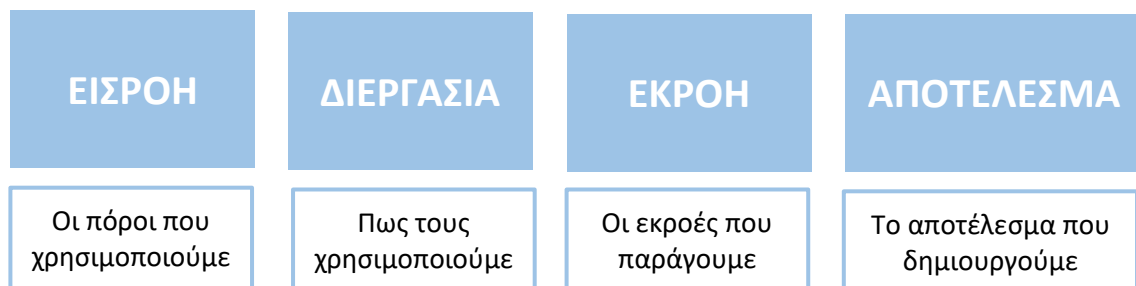 ΕΙΣΡΟΗ
ΔΙΕΡΓΑΣΙΑ
ΕΚΡΟΗ
ΑΠΟΤΕΛΕΣΜΑ
Οι πόροι που
χρησιμοποιούμε
Πως τους
χρησιμοποιούμε
Οι εκροές που
παράγουμε
Το αποτέλεσμα που
δημιουργούμε